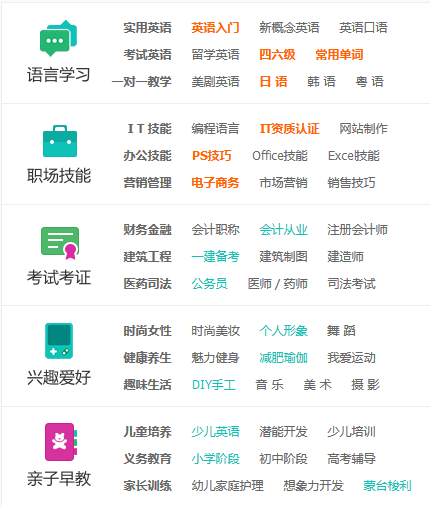 语言学习
实用英语 英语入门 新概念英语 英语口语
考试英语 留学英语 四六级 常用单词
一对一教学 美剧英语 日 语 韩 语 粤 语
职场技能
I T 技能 编程语言 IT资质认证 网站制作
办公技能 PS技巧 Office技能 Excel技能
营销管理 电子商务 市场营销 销售技巧
考试考证
财务金融 会计职称 会计从业 注册会计师
建筑工程 一建备考 建筑制图 建造师
医药司法 公务员 医师 / 药师 司法考试
兴趣爱好
时尚女性 时尚美妆 个人形象 舞 蹈
健康养生 魅力健身 减肥瑜伽 我爱运动
趣味生活 DIY手工 音 乐 美 术 摄 影
亲子早教
儿童培养 少儿英语 潜能开发 少儿培训
义务教育 小学阶段 初中阶段 高考辅导
家长训练 幼儿家庭护理 想象力开发 蒙台梭利